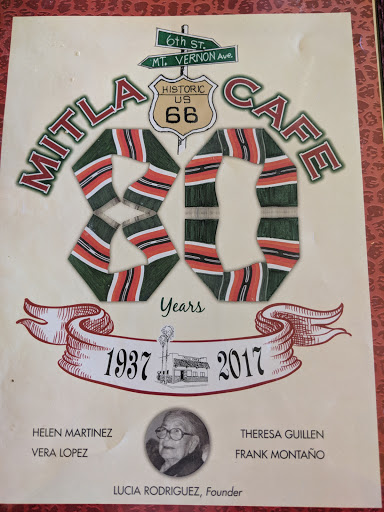 6th ST.
MT. VERNON Ave.
HISTORIC
US
66
MITLA CAFE
80
Years
1937 2017
HELEN MARTINEZ THERESA GUILLEN
VERA LOPEZ FRANK MONTAÑO
LUCIA RODRIGUEZ, Founder